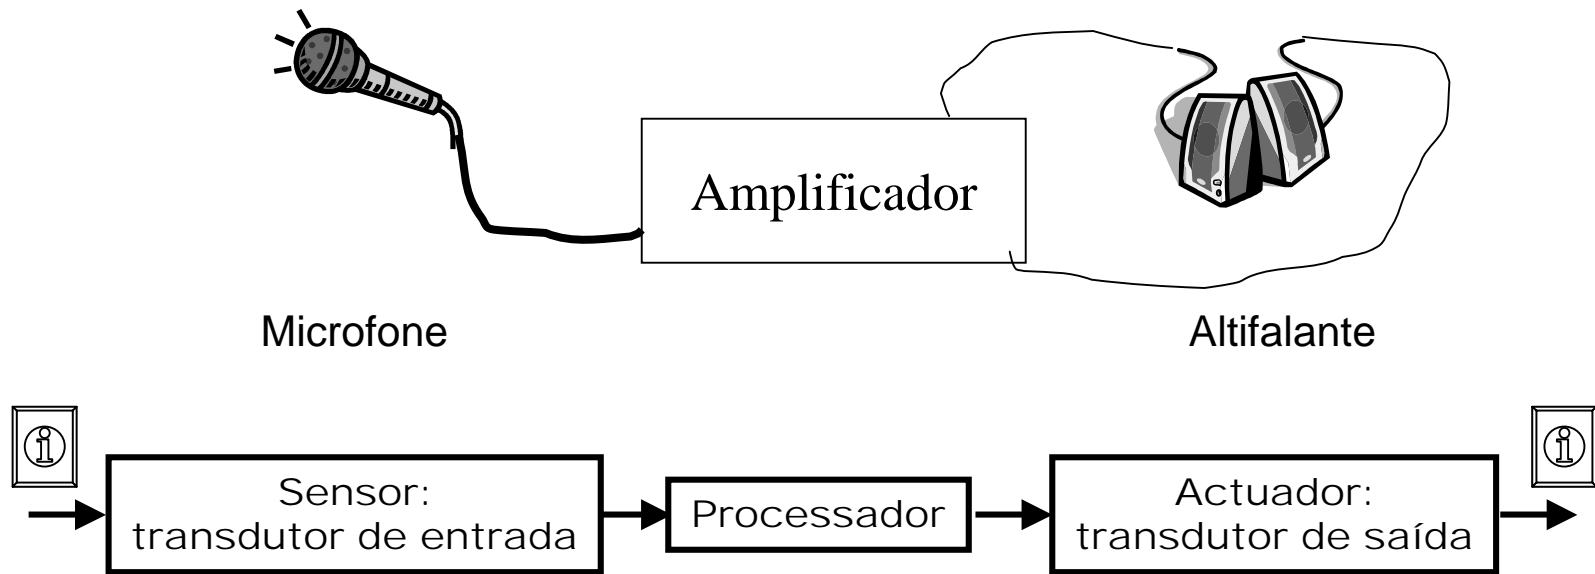 Amplificador
Microfone
Altifalante
i
i
Sensor:
transdutor de entrada
Processador
Actuador:
transdutor de saída